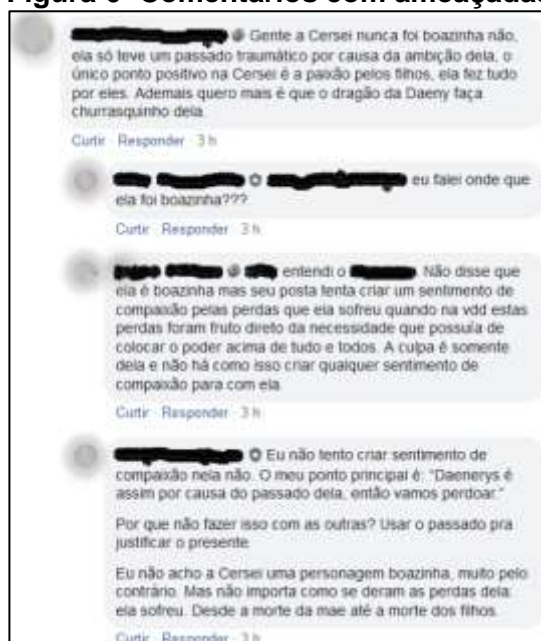 @ Gente a Cersei nunca foi boazinha não,
ela só teve um passado traumático por causa da ambição dela, o
único ponto positivo na Cersei é a paixão pelos filhos, ela fez tudo
por eles. Ademais quero mais é que o dragão da Daeny faça
churrasquinho dela
Curtir Responder 3 h
eu falei onde que
ela foi boazinha???
Curtir Responder 3 h
entendi o Não disse que
ela é boazinha mas seu posta tenta criar um sentimento de
compaixão pelas perdas que ela sofreu quando na vdd estas
perdas foram fruto direto da necessidade que possuía de
colocar o poder acima de tudo e todos. A culpa é somente
dela e não há como isso criar qualquer sentimento de
compaixão para com ela
Curtir Responder 3 h
Eu não tento criar sentimento de
compaixão nela não. O meu ponto principal é: "Daenerys é
assim por causa do passado dela, então vamos perdoar."
Por que não fazer isso com as outras? Usar o passado pra
justificar o presente
Eu não acho a Cersei uma personagem boazinha, muito pelo
contrário. Mas não importa como se deram as perdas dela:
ela sofreu. Desde a morte da mae até a morte dos filhos.
Curtir Responder 3 h